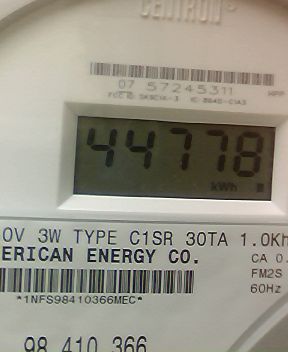 CENTRON
07 57245311
44778
kWh
0V 3W TYPE C1SR 30TA 1.0Kh
ERICAN ENERGY CO.
CA 0.
FM2S
60Hz
*1NFS98410366MEC*
98 410 366